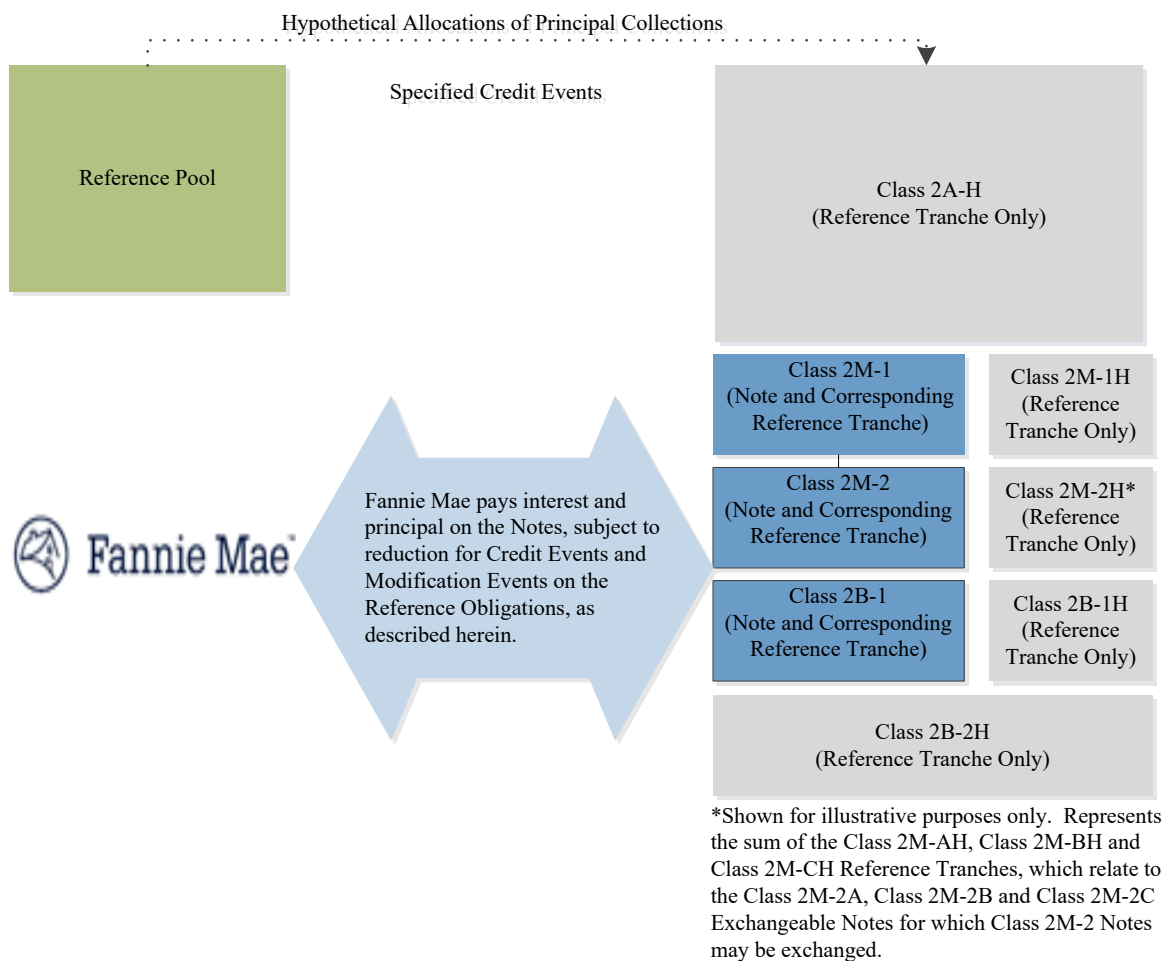 Hypothetical Allocations of Principal Collections
Specified Credit Events
Reference Pool
Class 2A-H
(Reference Tranche Only)
Class 2M-1
(Note and Corresponding
Reference Tranche)
Class 2M-1H
(Reference
Tranche Only)
Fannie Mae™
Fannie Mae pays interest and
principal on the Notes, subject to
reduction for Credit Events and
Modification Events on the
Reference Obligations, as
described herein.
Class 2M-2
(Note and Corresponding
Reference Tranche)
Class 2M-2H*
(Reference
Tranche Only)
Class 2B-1
(Note and Corresponding
Reference Tranche)
Class 2B-1H
(Reference
Tranche Only)
Class 2B-2H
(Reference Tranche Only)
*Shown for illustrative purposes only.  Represents
the sum of the Class 2M-AH, Class 2M-BH and
Class 2M-CH Reference Tranches, which relate to
the Class 2M-2A, Class 2M-2B and Class 2M-2C
Exchangeable Notes for which Class 2M-2 Notes
may be exchanged.